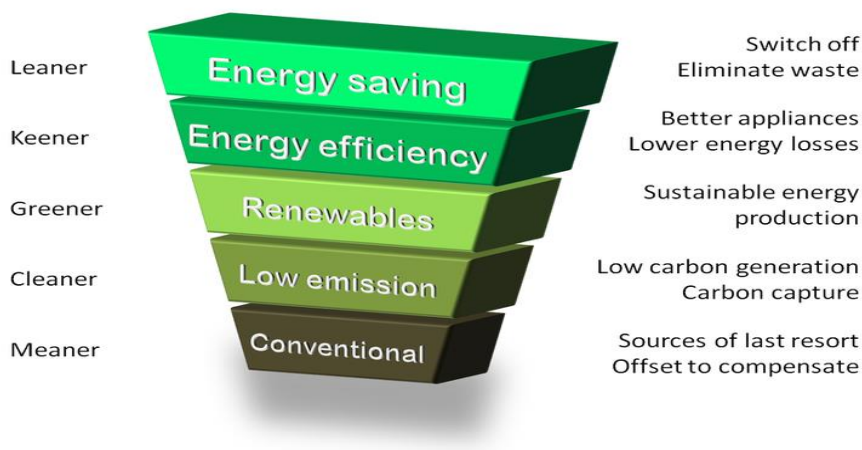 Leaner
Energy saving
Switch off
Eliminate waste
Keener
Energy efficiency
Better appliances
Lower energy losses
Greener
Renewables
Sustainable energy
production
Cleaner
Low emission
Low carbon generation
Carbon capture
Meaner
Conventional
Sources of last resort
Offset to compensate